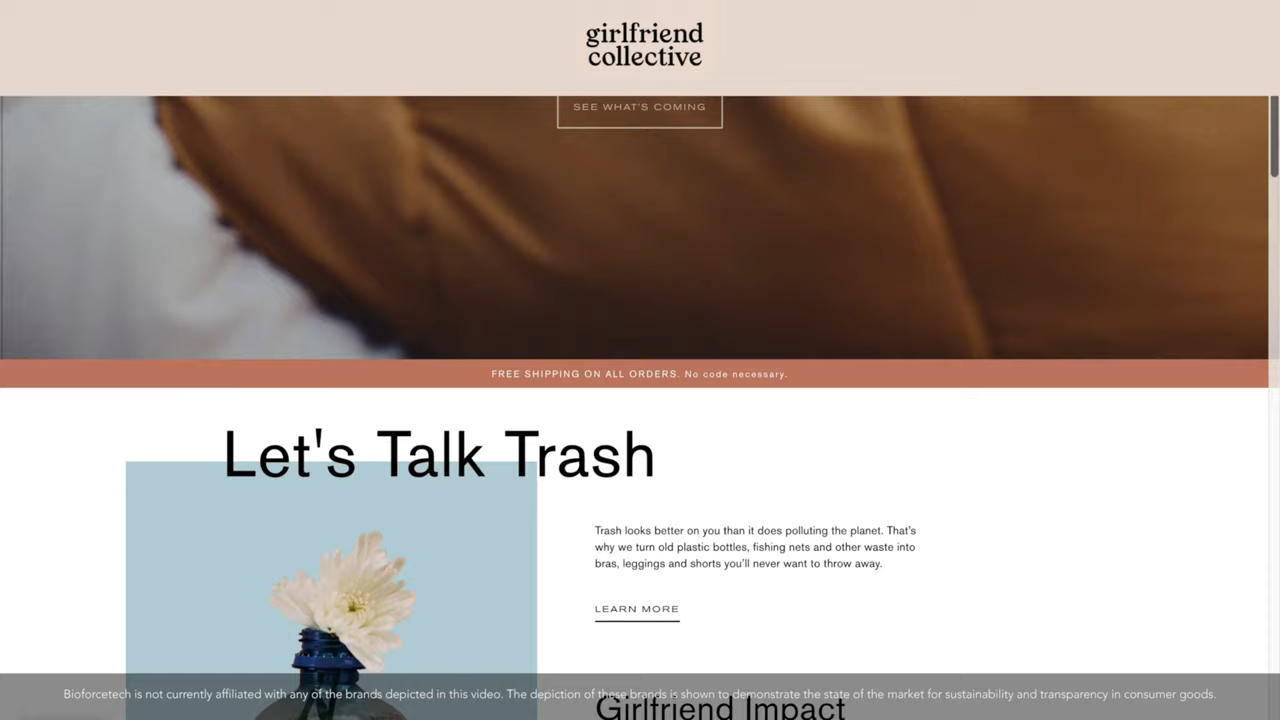 girlfriend
collective
SEE WHAT'S COMING
FREE SHIPPING ON ALL ORDERS. No code necessary.
Let's Talk Trash
Trash looks better on you than it does polluting the planet. That's
why we turn old plastic bottles, fishing nets and other waste into
bras, leggings and shorts you'll never want to throw away.
LEARN MORE
Girlfriend Impact
Bioforcetech is not currently affiliated with any of the brands depicted in this video. The depiction of these brands is shown to demonstrate the state of the market for sustainability and transparency in consumer goods.